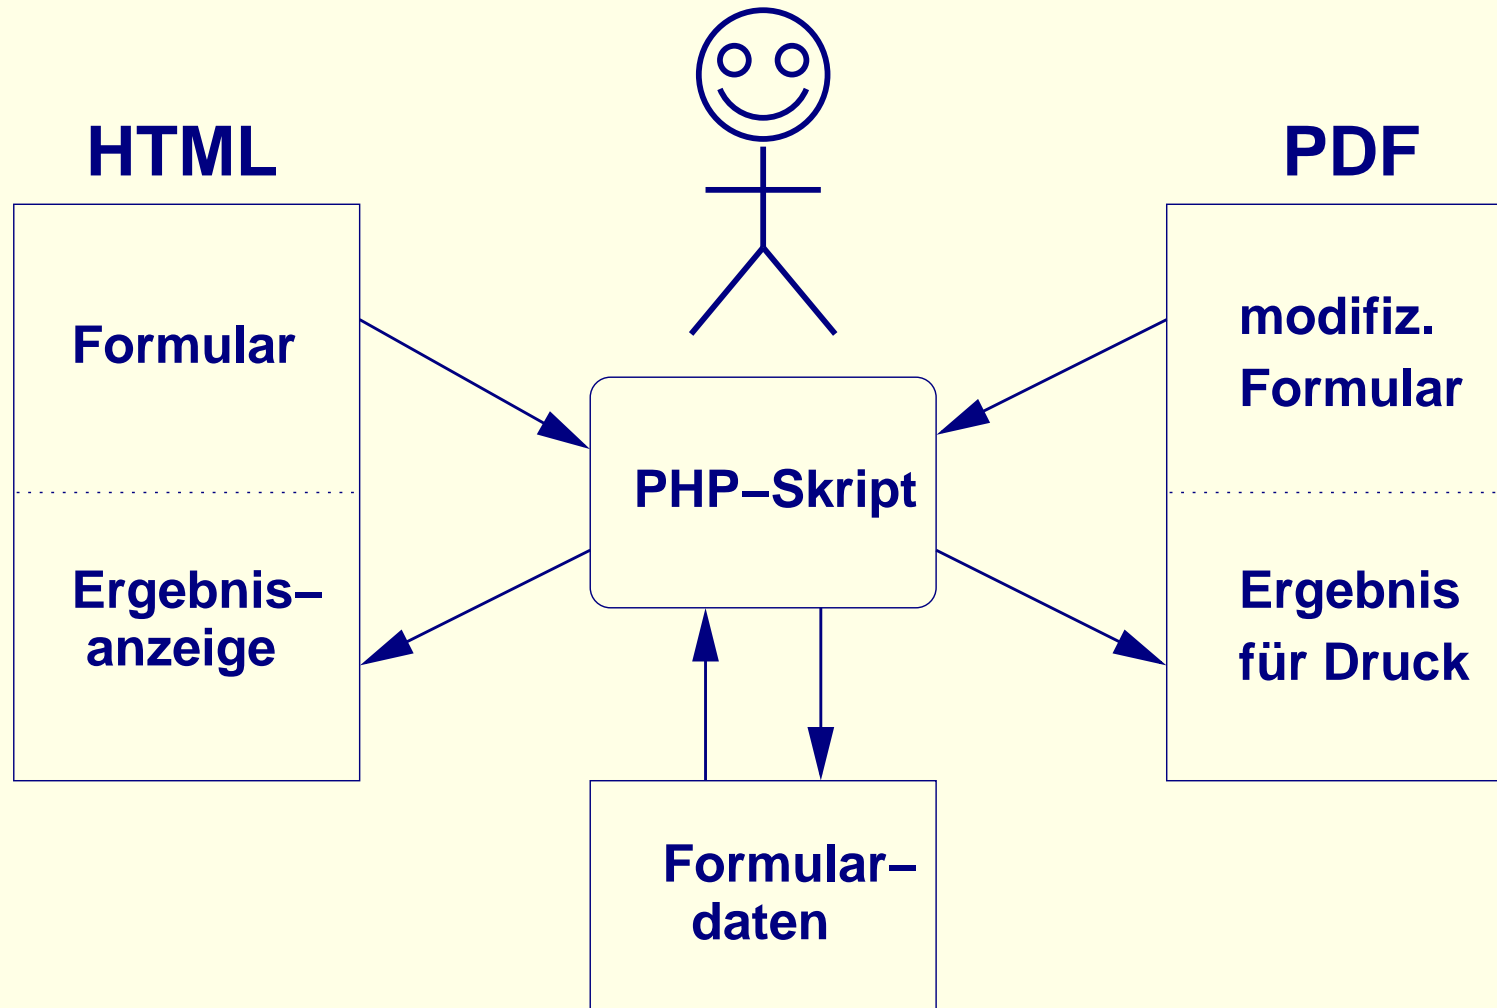 HTML
Formular
Ergebnis–
anzeige
PHP–Skript
Formular–
daten
PDF
modifiz.
Formular
Ergebnis
für Druck